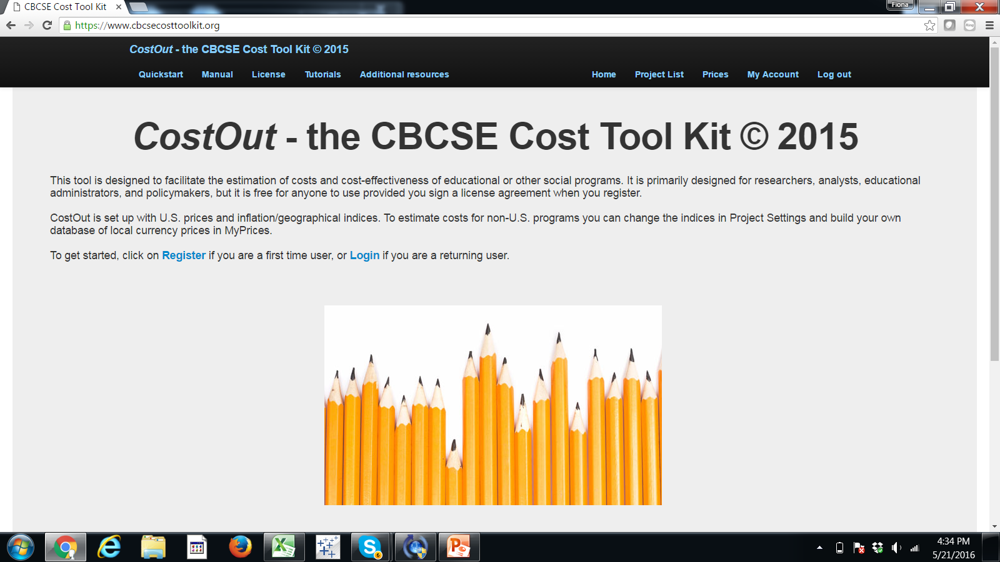 CBCSE Cost Tool Kit
Fiona
https://www.cbcsecosttoolkit.org
CostOut - the CBCSE Cost Tool Kit © 2015
Quickstart Manual License Tutorials Additional resources Home Project List Prices My Account Log out
CostOut - the CBCSE Cost Tool Kit © 2015
This tool is designed to facilitate the estimation of costs and cost-effectiveness of educational or other social programs. It is primarily designed for researchers, analysts, educational
administrators, and policymakers, but it is free for anyone to use provided you sign a license agreement when you register.
CostOut is set up with U.S. prices and inflation/geographical indices. To estimate costs for non-U.S. programs you can change the indices in Project Settings and build your own
database of local currency prices in MyPrices.
To get started, click on Register if you are a first time user, or Login if you are a returning user.
6
4:34 PM
5/21/2016